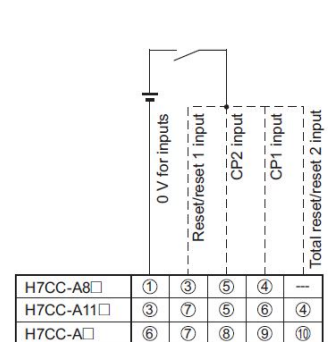 0 V for inputs
Reset/reset 1 input
CP2 input
CP1 input
Total reset/reset 2 input
H7CC-A8□ ① ③ ⑤ ④ ---
H7CC-A11□ ③ ⑦ ⑤ ⑥ ④
H7CC-A□ ⑥ ⑦ ⑧ ⑨ ⑩